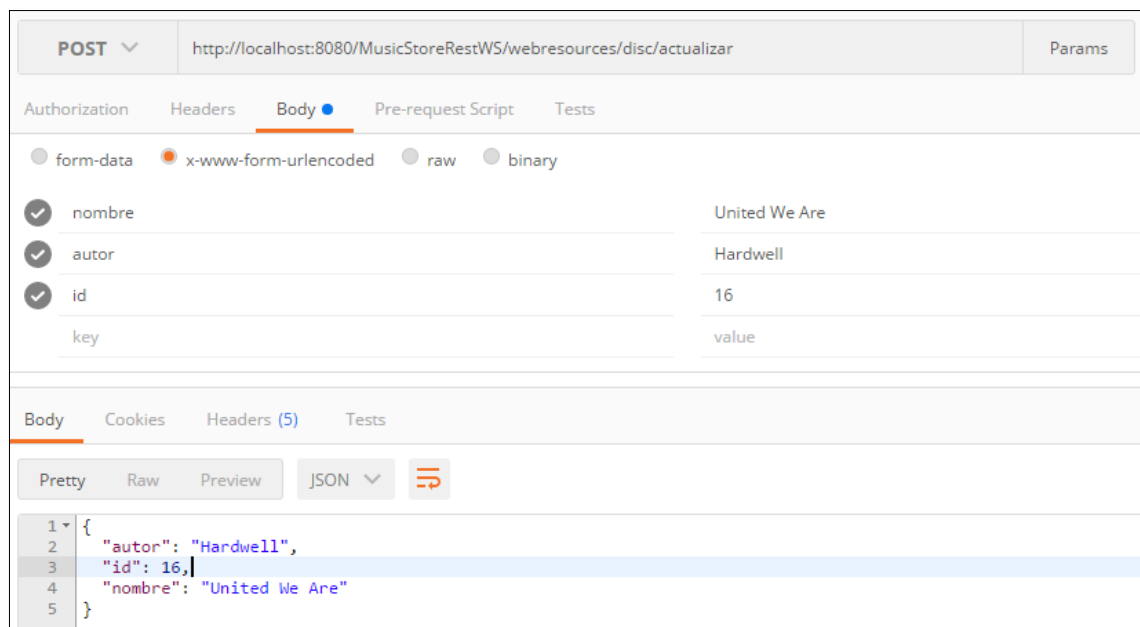 POST http://localhost:8080/MusicStoreRestWS/webresources/disc/actualizar Params
Authorization Headers Body Pre-request Script Tests
form-data x-www-form-urlencoded raw binary
nombre United We Are
autor Hardwell
id 16
key value
Body Cookies Headers (5) Tests
Pretty Raw Preview JSON
1 {
2 "autor": "Hardwell",
3 "id": 16,
4 "nombre": "United We Are"
5 }